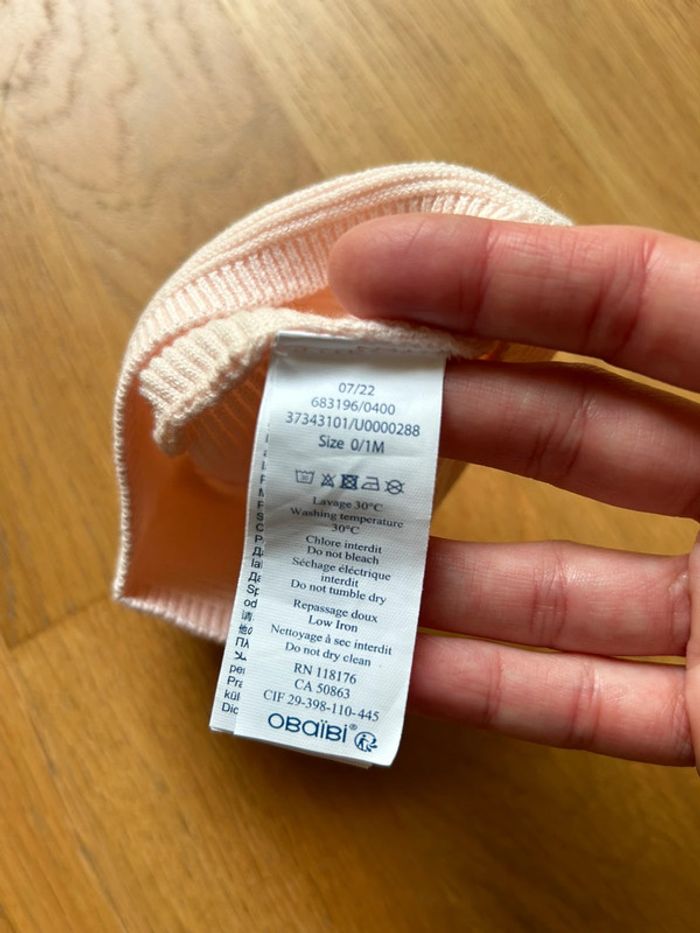 07/22
683196/0400
37343101/U0000288
Size 0/1M
30
Lavage 30°C
Washing temperature
30°C
Chlore interdit
Do not bleach
Séchage éléctrique
interdit
Do not tumble dry
Repassage doux
Low Iron
Nettoyage à sec interdit
Do not dry clean
RN 118176
CA 50863
CIF 29-398-110-445
OBaïBi®